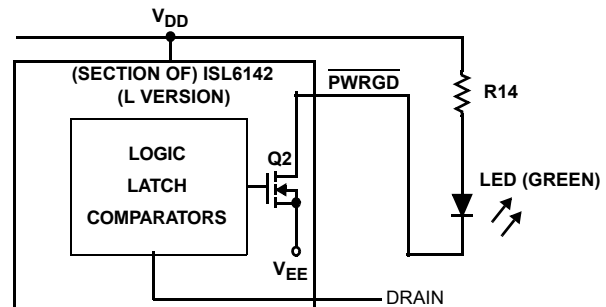 VDD
(SECTION OF) ISL6142
(L VERSION)
PWRGD
R14
LOGIC
LATCH
COMPARATORS
Q2
LED (GREEN)
VEE
DRAIN